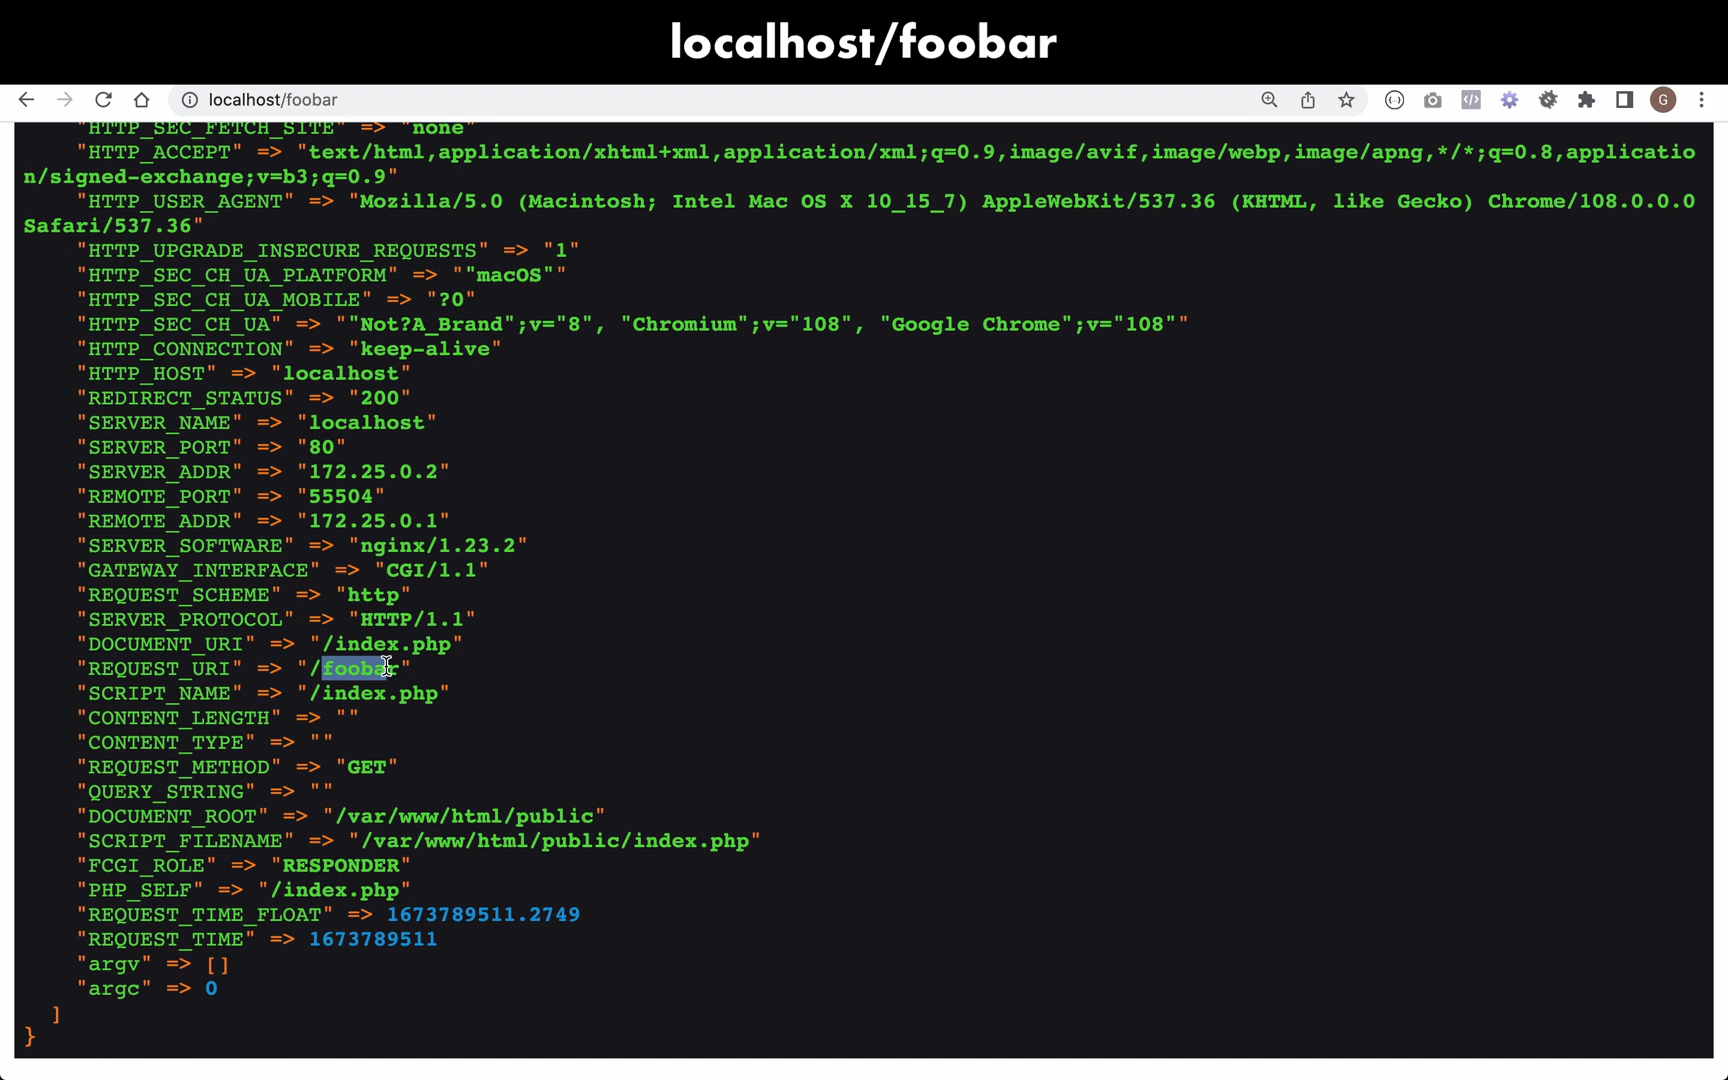 localhost/foobar
localhost/foobar
G
"HTTP_SEC_FETCH_SITE" => "none"
"HTTP_ACCEPT" => "text/html,application/xhtml+xml,application/xml;q=0.9,image/avif,image/webp,image/apng,*/*;q=0.8,applicatio
n/signed-exchange;v=b3;q=0.9"
"HTTP_USER_AGENT" => "Mozilla/5.0 (Macintosh; Intel Mac OS X 10_15_7) AppleWebKit/537.36 (KHTML, like Gecko) Chrome/108.0.0.0
Safari/537.36"
"HTTP_UPGRADE_INSECURE_REQUESTS" => "1"
"HTTP_SEC_CH_UA_PLATFORM" => ""macOS""
"HTTP_SEC_CH_UA_MOBILE" => "?0"
"HTTP_SEC_CH_UA" => ""Not?A_Brand";v="8", "Chromium";v="108", "Google Chrome";v="108""
"HTTP_CONNECTION" => "keep-alive"
"HTTP_HOST" => "localhost"
"REDIRECT_STATUS" => "200"
"SERVER_NAME" => "localhost"
"SERVER_PORT" => "80"
"SERVER_ADDR" => "172.25.0.2"
"REMOTE_PORT" => "55504"
"REMOTE_ADDR" => "172.25.0.1"
"SERVER_SOFTWARE" => "nginx/1.23.2"
"GATEWAY_INTERFACE" => "CGI/1.1"
"REQUEST_SCHEME" => "http"
"SERVER_PROTOCOL" => "HTTP/1.1"
"DOCUMENT_URI" => "/index.php"
"REQUEST_URI" => "/foobar"
"SCRIPT_NAME" => "/index.php"
"CONTENT_LENGTH" => ""
"CONTENT_TYPE" => ""
"REQUEST_METHOD" => "GET"
"QUERY_STRING" => ""
"DOCUMENT_ROOT" => "/var/www/html/public"
"SCRIPT_FILENAME" => "/var/www/html/public/index.php"
"FCGI_ROLE" => "RESPONDER"
"PHP_SELF" => "/index.php"
"REQUEST_TIME_FLOAT" => 1673789511.2749
"REQUEST_TIME" => 1673789511
"argv" => []
"argc" => 0
]
}